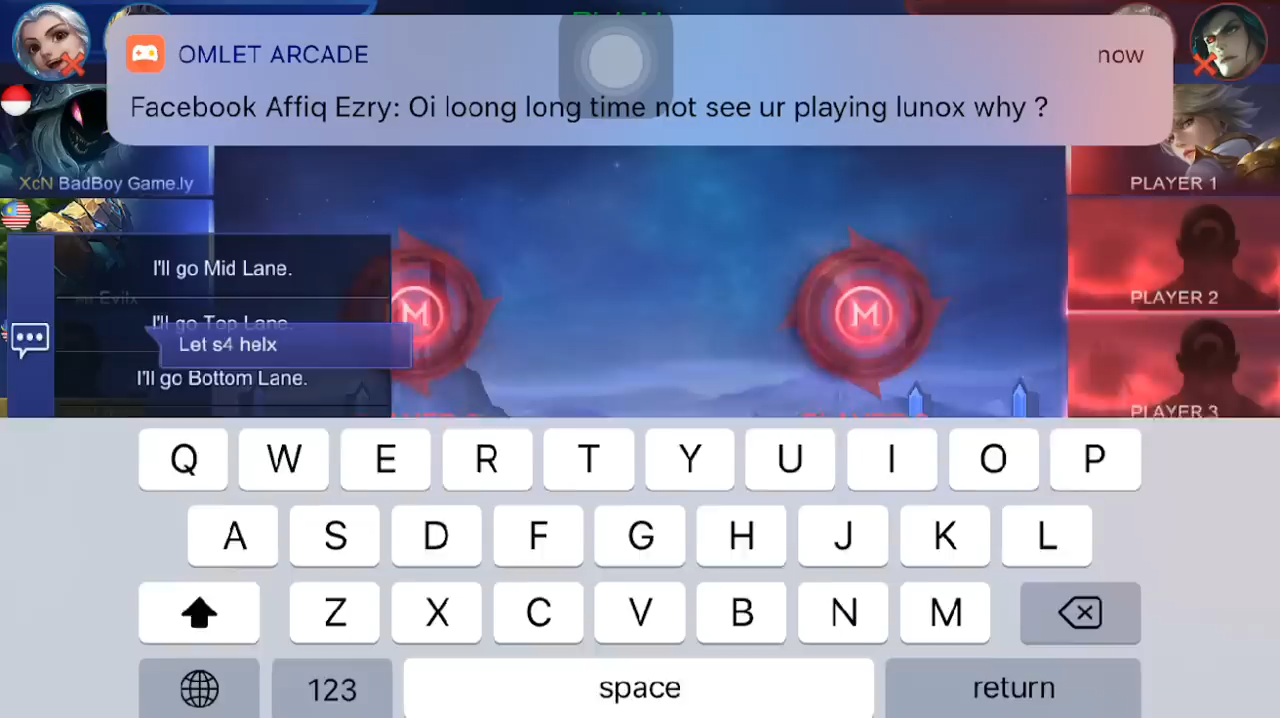 OMLET ARCADE
now
Facebook Affiq Ezry: Oi loong long time not see ur playing lunox why ?
XcN BadBoy Game.ly
PLAYER 1
I'll go Mid Lane.
Evilx
PLAYER 2
I'll go Top Lane.
Let s4 helx
I'll go Bottom Lane.
PLAYER 3
M
M
Q W E R T Y U I O P
A S D F G H J K L
Z X C V B N M
123
space
return